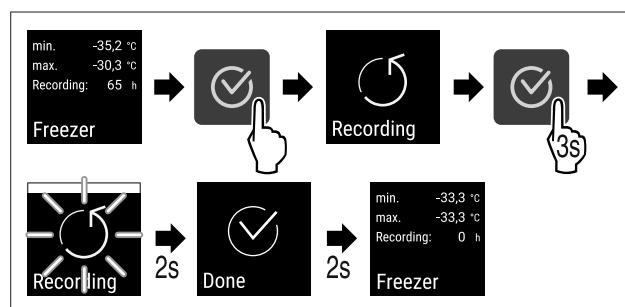 min. -35,2 °C
max. -30,3 °C
Recording: 65 h
Freezer
Recording
3s
Recording
2s
Done
2s
min. -33,3 °C
max. -33,3 °C
Recording: 0 h
Freezer